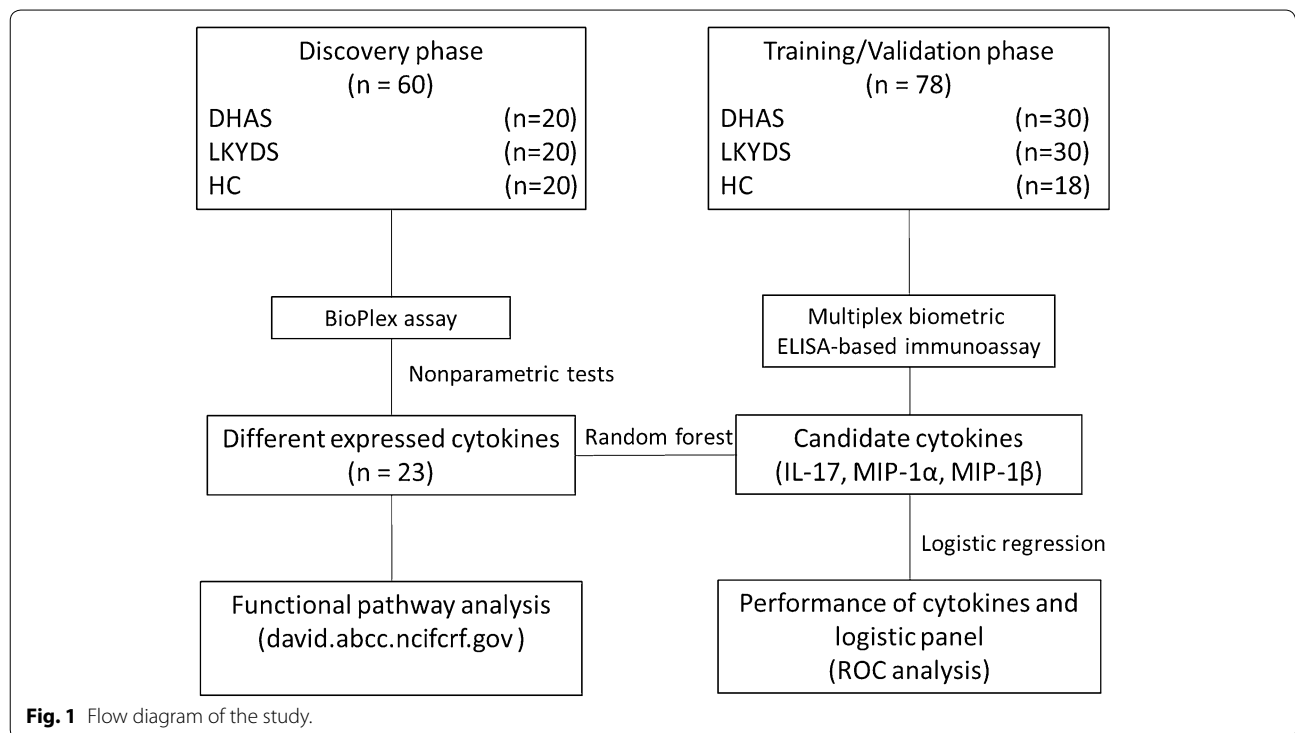 Discovery phase
(n = 60)
DHAS (n=20)
LKYDS (n=20)
HC (n=20)
Training/Validation phase
(n = 78)
DHAS (n=30)
LKYDS (n=30)
HC (n=18)
BioPlex assay
Multiplex biometric
ELISA-based immunoassay
Nonparametric tests
Different expressed cytokines
(n = 23)
Random forest
Candidate cytokines
(IL-17, MIP-1α, MIP-1β)
Logistic regression
Functional pathway analysis
(david.abcc.ncifcrf.gov )
Performance of cytokines and
logistic panel
(ROC analysis)
Fig. 1 Flow diagram of the study.